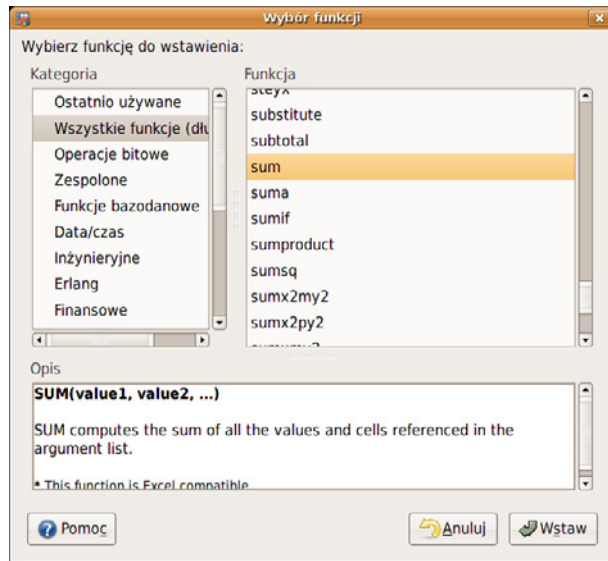 Wybór funkcji
Wybierz funkcję do wstawienia:
Kategoria
Ostatnio używane
Wszystkie funkcje (dłu
Operacje bitowe
Zespolone
Funkcje bazodanowe
Data/czas
Inżynieryjne
Erlang
Finansowe
Funkcja
steyx
substitute
subtotal
sum
suma
sumif
sumproduct
sumsq
sumx2my2
sumx2py2
Opis
SUM(value1, value2, ...)
SUM computes the sum of all the values and cells referenced in the
argument list.
* This function is Excel compatible
Pomoc
Anuluj
Wstaw